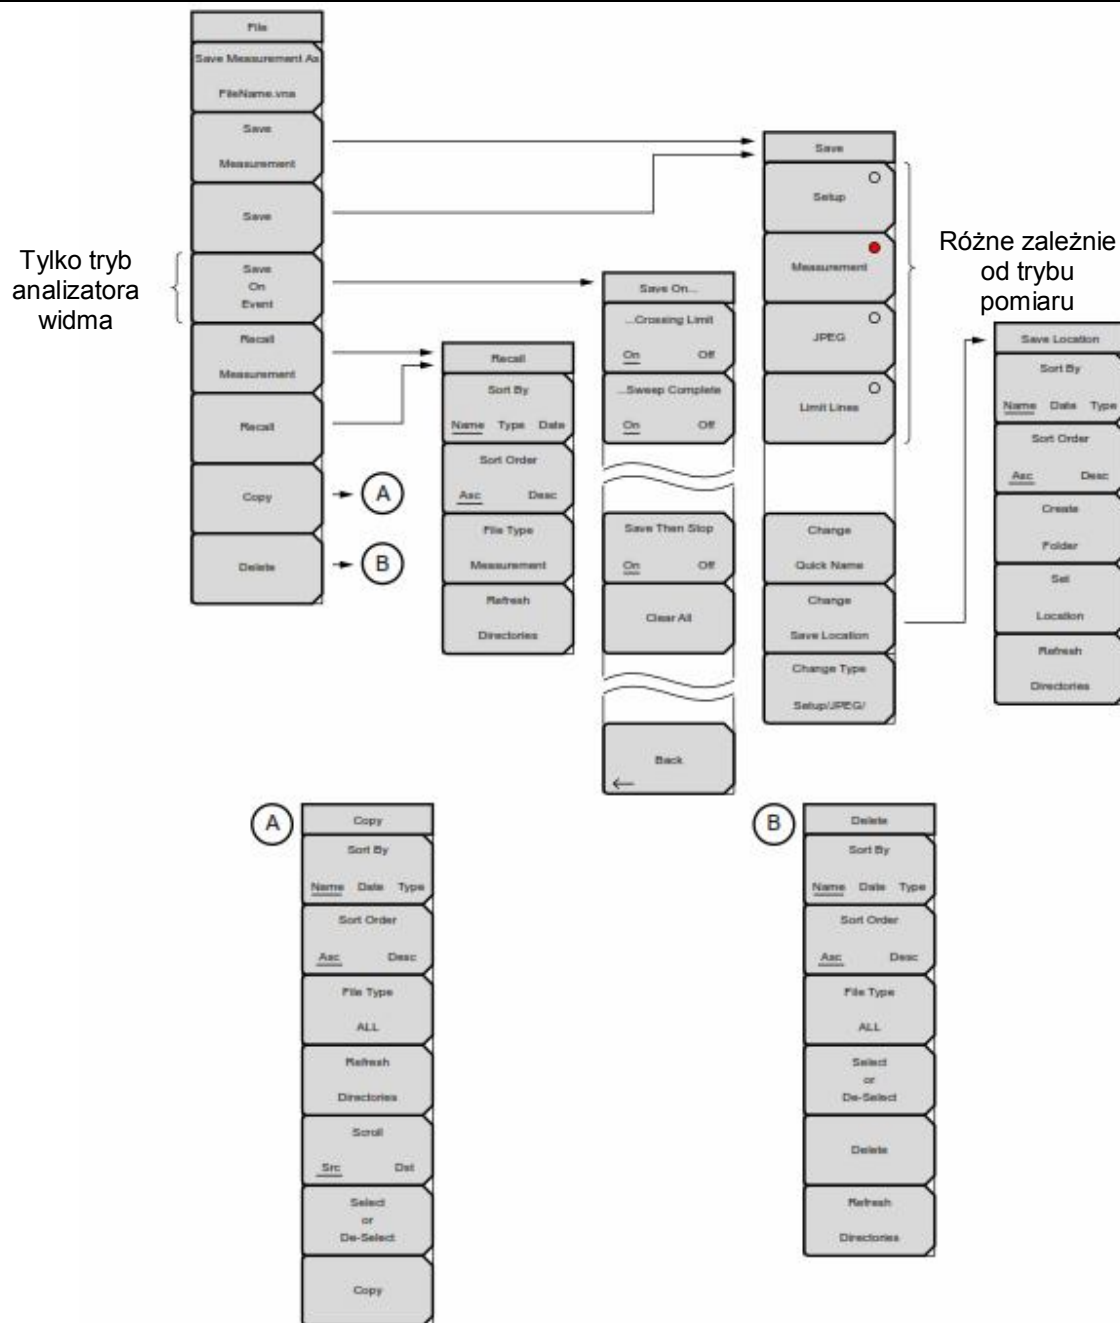 File
Save Measurement As
FileName.vna
Save
Measurement
Save
Save
On
Event
Recall
Measurement
Recall
Copy
Delete
Tylko tryb
analizatora
widma
A
B
Recall
Sort By
Name Type Date
Sort Order
Asc Desc
File Type
Measurement
Refresh
Directories
Save On...
...Crossing Limit
On Off
...Sweep Complete
On Off
Save Then Stop
On Off
Clear All
Back
Save
Setup
Measurement
JPEG
Limit Lines
Change
Quick Name
Change
Save Location
Change Type
Setup/JPEG/
Różne zależnie
od trybu
pomiaru
Save Location
Sort By
Name Date Type
Sort Order
Asc Desc
Create
Folder
Set
Location
Refresh
Directories
A
Copy
Sort By
Name Date Type
Sort Order
Asc Desc
File Type
ALL
Refresh
Directories
Scroll
Src Dst
Select
or
De-Select
Copy
B
Delete
Sort By
Name Date Type
Sort Order
Asc Desc
File Type
ALL
Select
or
De-Select
Delete
Refresh
Directories